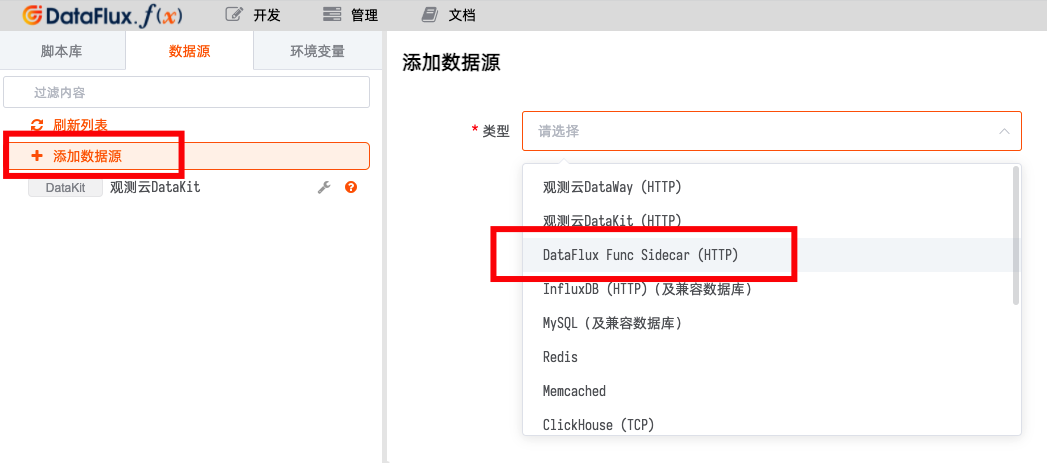 DataFlux.f(x) 开发 管理 文档
脚本库 数据源 环境变量
过滤内容
刷新列表
添加数据源
DataKit 观测云DataKit
添加数据源
* 类型 请选择
观测云DataWay (HTTP)
观测云DataKit (HTTP)
DataFlux Func Sidecar (HTTP)
InfluxDB (HTTP) (及兼容数据库)
MySQL (及兼容数据库)
Redis
Memcached
ClickHouse (TCP)